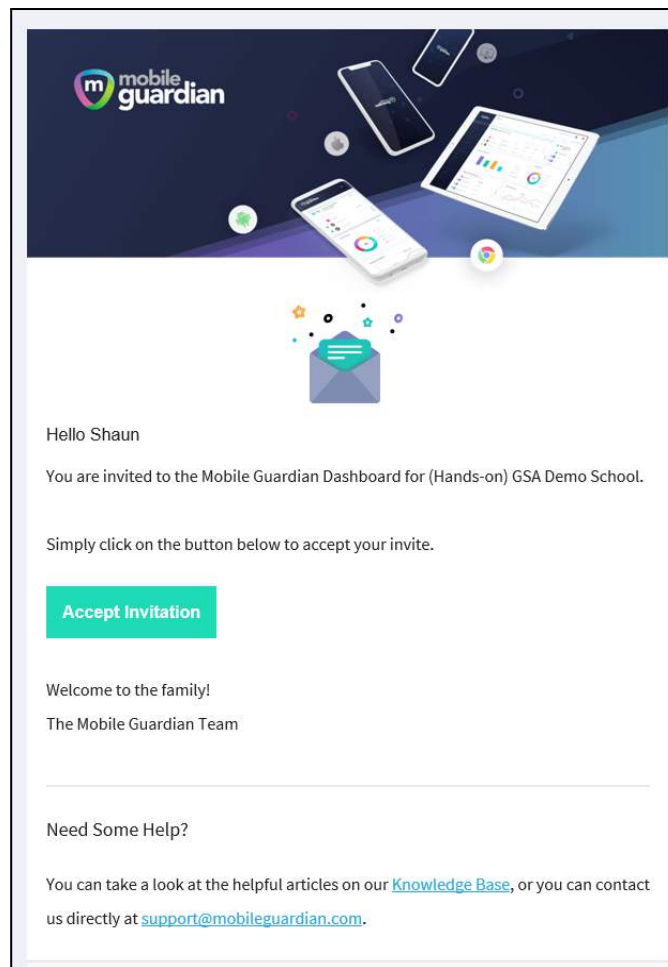 mobile
guardian
Hello Shaun
You are invited to the Mobile Guardian Dashboard for (Hands-on) GSA Demo School.
Simply click on the button below to accept your invite.
Accept Invitation
Welcome to the family!
The Mobile Guardian Team
Need Some Help?
You can take a look at the helpful articles on our Knowledge Base, or you can contact
us directly at support@mobileguardian.com.